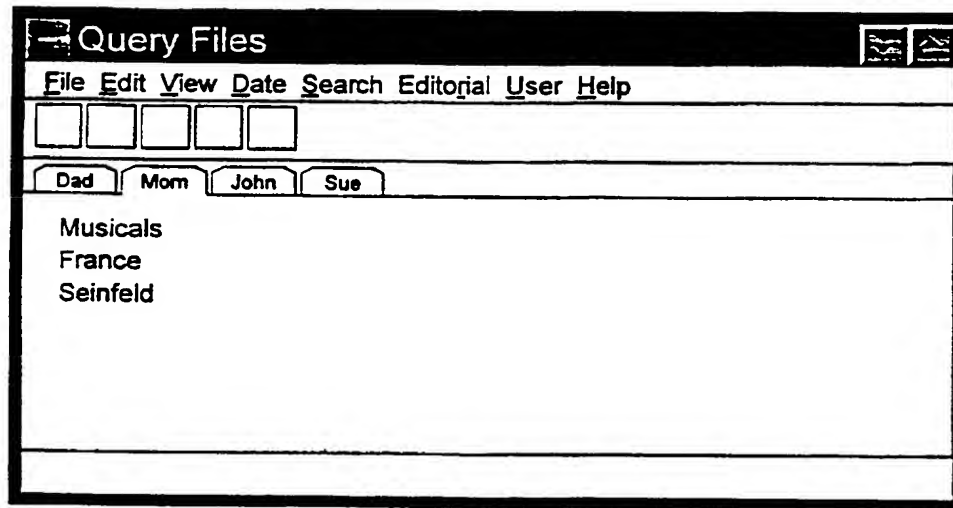 Query Files
File Edit View Date Search Editorial User Help
Dad Mom John Sue
Musicals
France
Seinfeld